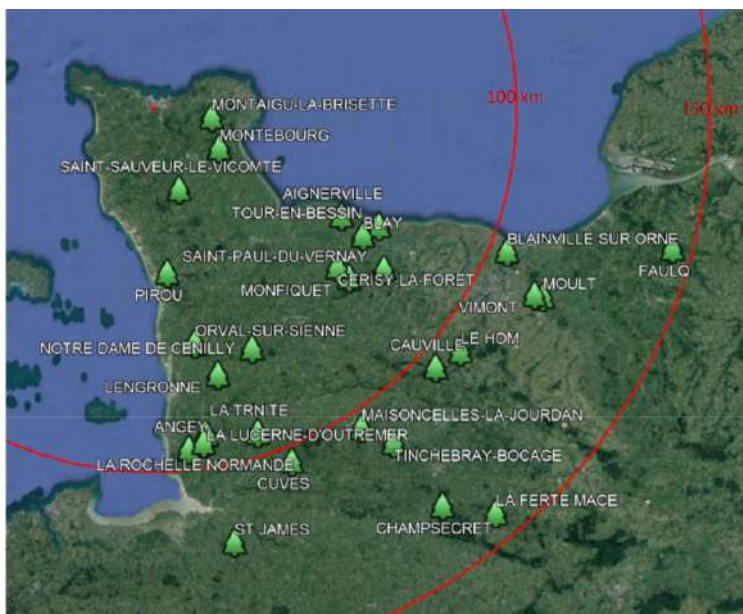 100 km
150 km
MONTAIGU-LA-BRISETTE
MONTEBOURG
SAINT-SAUVEUR-LE-VICOMTE
AIGNERVILLE
TOUR-EN-BESSIN
BLAY
BLAINVILLE SUR ORNE
SAINT-PAUL-DU-VERNAY
FAULQ
CERISY-LA-FORET
MOULT
PIROU
MONFIQUET
VIMONT
ORVAL-SUR-SIENNE
LE HOM
NOTRE DAME DE CENILLY
CAUVILLE
LENGRONNE
LA TRNITE
MAISONCELLES-LA-JOURDAN
ANGEY
LA LUCERNE-D'OUTREMER
TINCHEBRAY-BOCAGE
LA ROCHELLE NORMANDE
CUVES
LA FERTE MACE
CHAMPSECRET
ST JAMES